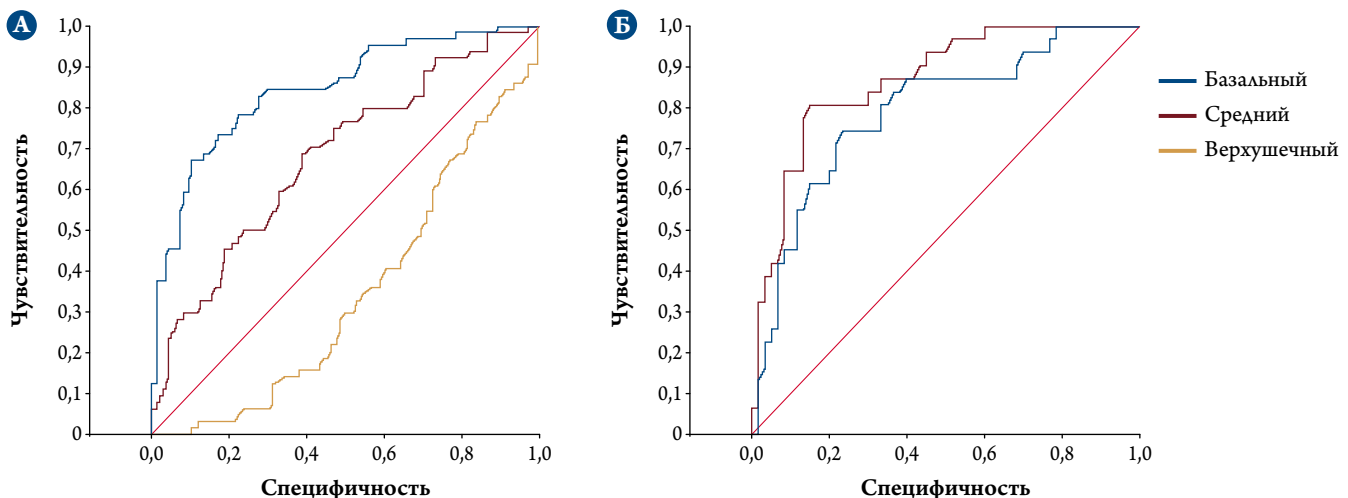 А
1,0
0,9
0,8
0,7
0,6
0,5
0,4
0,3
0,2
0,1
0
Чувствительность
0,0 0,2 0,4 0,6 0,8 1,0
Специфичность
Б
1,0
0,9
0,8
0,7
0,6
0,5
0,4
0,3
0,2
0,1
0
Чувствительность
0,0 0,2 0,4 0,6 0,8 1,0
Специфичность
Базальный
Средний
Верхушечный